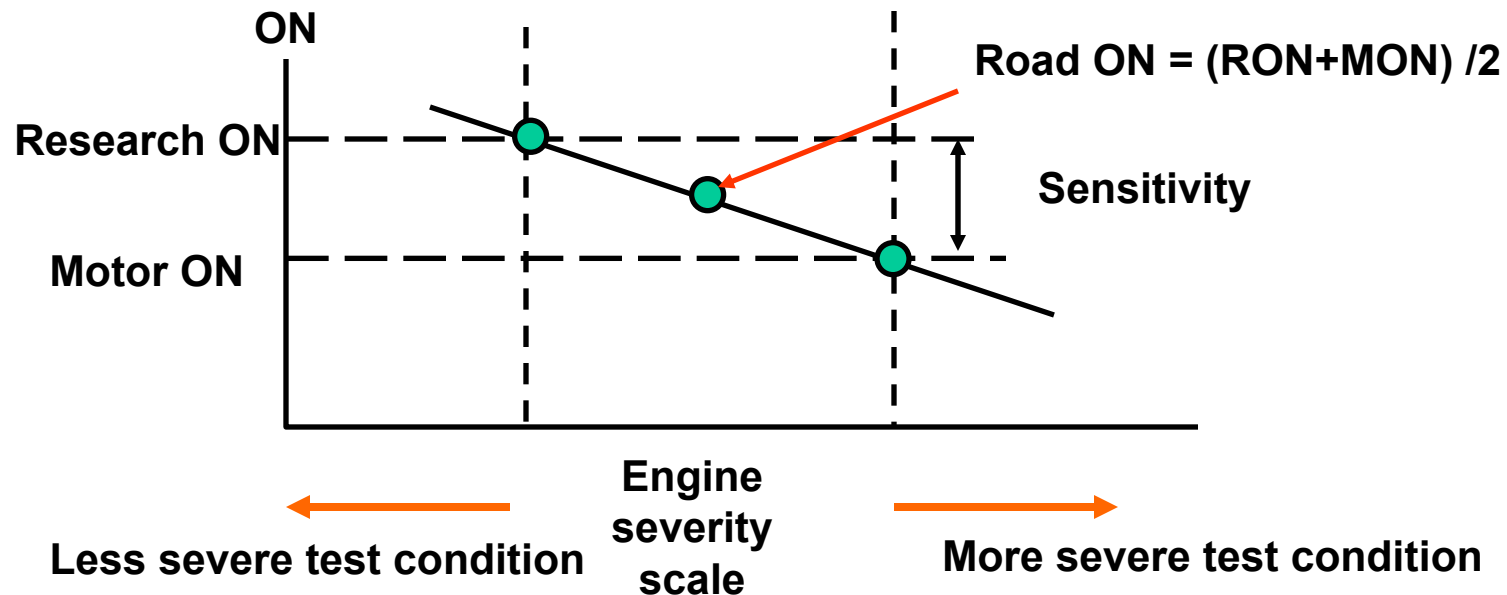 ON
Road ON = (RON+MON) /2
Research ON
Sensitivity
Motor ON
Engine
severity
scale
Less severe test condition
More severe test condition